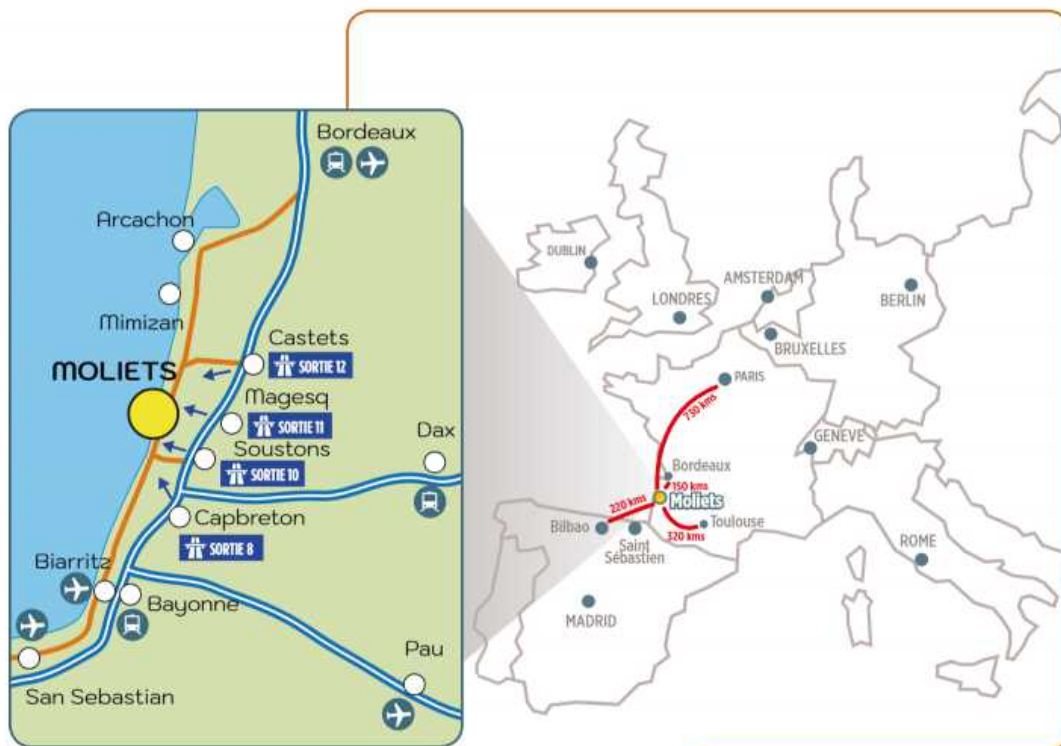 Bordeaux
Arcachon
Mimizan
Castets
SORTIE 12
MOLIETS
Magesq
SORTIE 11
Dax
Soustons
SORTIE 10
Capbreton
SORTIE 8
Biarritz
Bayonne
Pau
San Sebastian
DUBLIN
LONDRES
AMSTERDAM
BERLIN
BRUXELLES
PARIS
730 kms
GENEVE
Bordeaux
150 kms
Moliets
220 kms
Bilbao
Toulouse
320 kms
Saint
Sébastien
ROME
MADRID